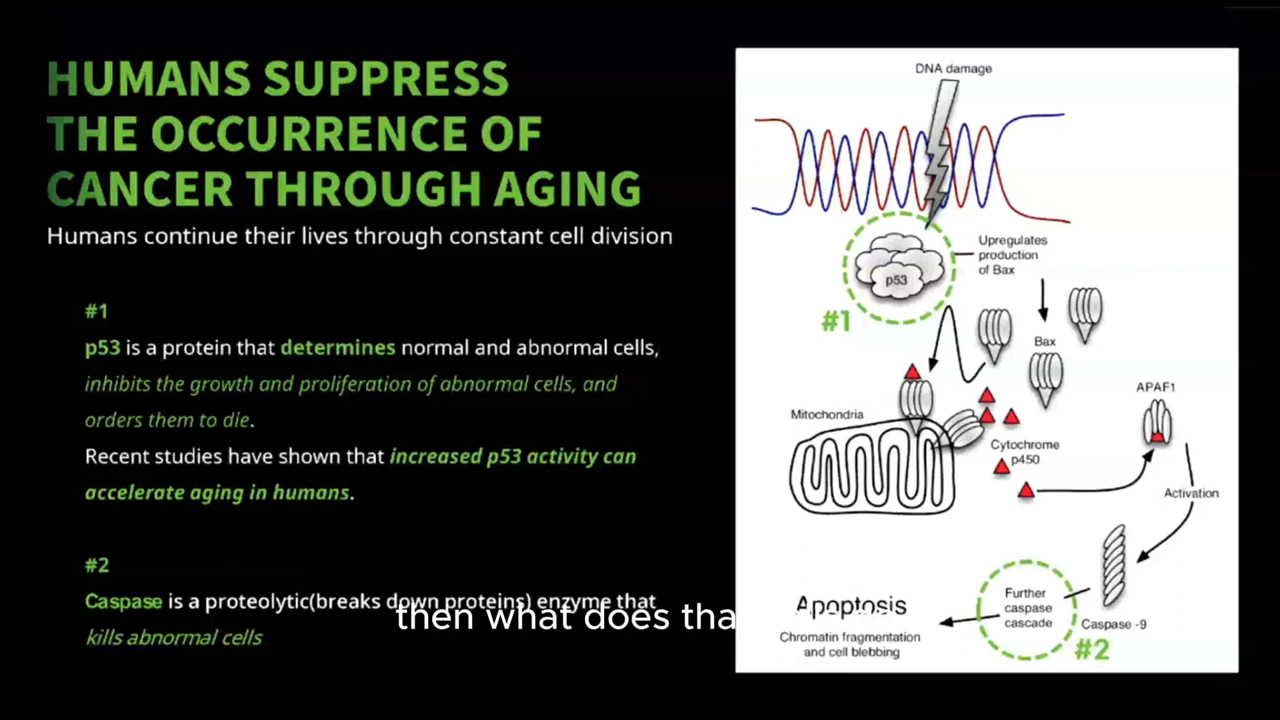 HUMANS SUPPRESS
THE OCCURRENCE OF
CANCER THROUGH AGING
Humans continue their lives through constant cell division
#1
p53 is a protein that determines normal and abnormal cells,
inhibits the growth and proliferation of abnormal cells, and
orders them to die.
Recent studies have shown that increased p53 activity can
accelerate aging in humans.
#2
Caspase is a proteolytic(breaks down proteins) enzyme that
kills abnormal cells
then what does tha
DNA damage
p53
#1
Upregulates
production
of Bax
Bax
APAF1
Mitochondria
Cytochrome
p450
Activation
Further
caspase
cascade
Caspase -9
#2
Apoptosis
Chromatin fragmentation
and cell blebbing